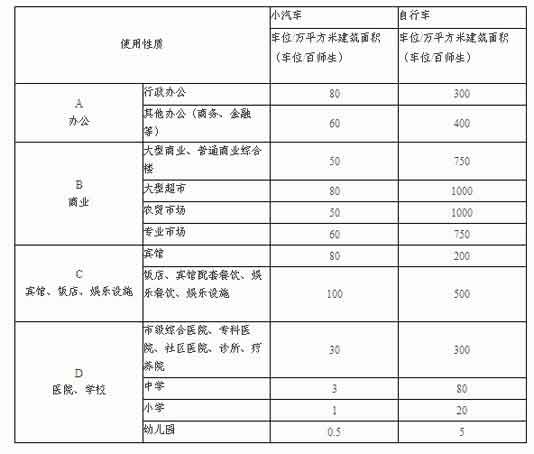 使用性质
小汽车
自行车
车位/万平方米建筑面积
(车位/百师生)
车位/万平方米建筑面积
(车位/百师生)
A
办公
行政办公
80
300
其他办公(商务、金融
等)
60
400
B
商业
大型商业、普通商业综合
楼
50
750
大型超市
80
1000
农贸市场
50
1000
专业市场
60
750
C
宾馆、饭店、娱乐设施
宾馆
80
200
饭店、宾馆配套餐饮、娱
乐餐饮、娱乐设施
100
500
D
医院、学校
市级综合医院、专科医
院、社区医院、诊所、疗
养院
30
300
中学
3
80
小学
1
20
幼儿园
0.5
5